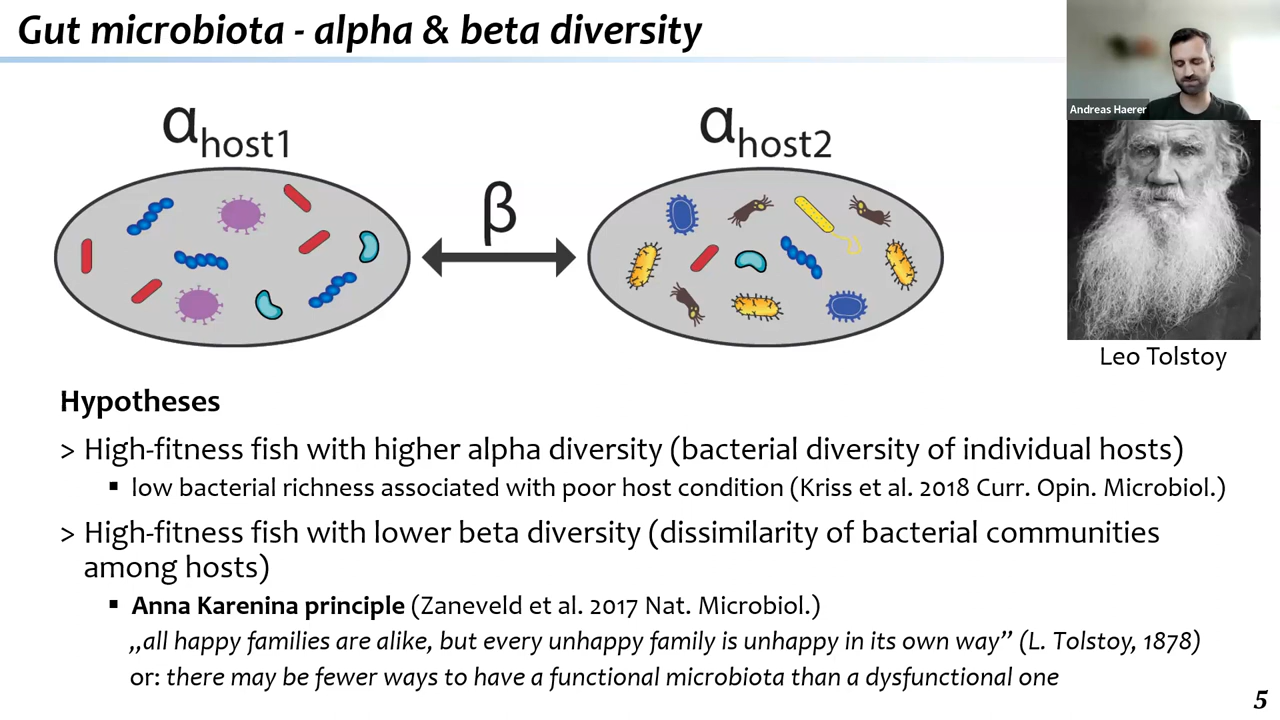 Gut microbiota - alpha & beta diversity
Andreas Haerer
αhost1
αhost2
β
Leo Tolstoy
Hypotheses
> High-fitness fish with higher alpha diversity (bacterial diversity of individual hosts)
▪ low bacterial richness associated with poor host condition (Kriss et al. 2018 Curr. Opin. Microbiol.)
> High-fitness fish with lower beta diversity (dissimilarity of bacterial communities
among hosts)
▪ Anna Karenina principle (Zaneveld et al. 2017 Nat. Microbiol.)
„all happy families are alike, but every unhappy family is unhappy in its own way” (L. Tolstoy, 1878)
or: there may be fewer ways to have a functional microbiota than a dysfunctional one
5